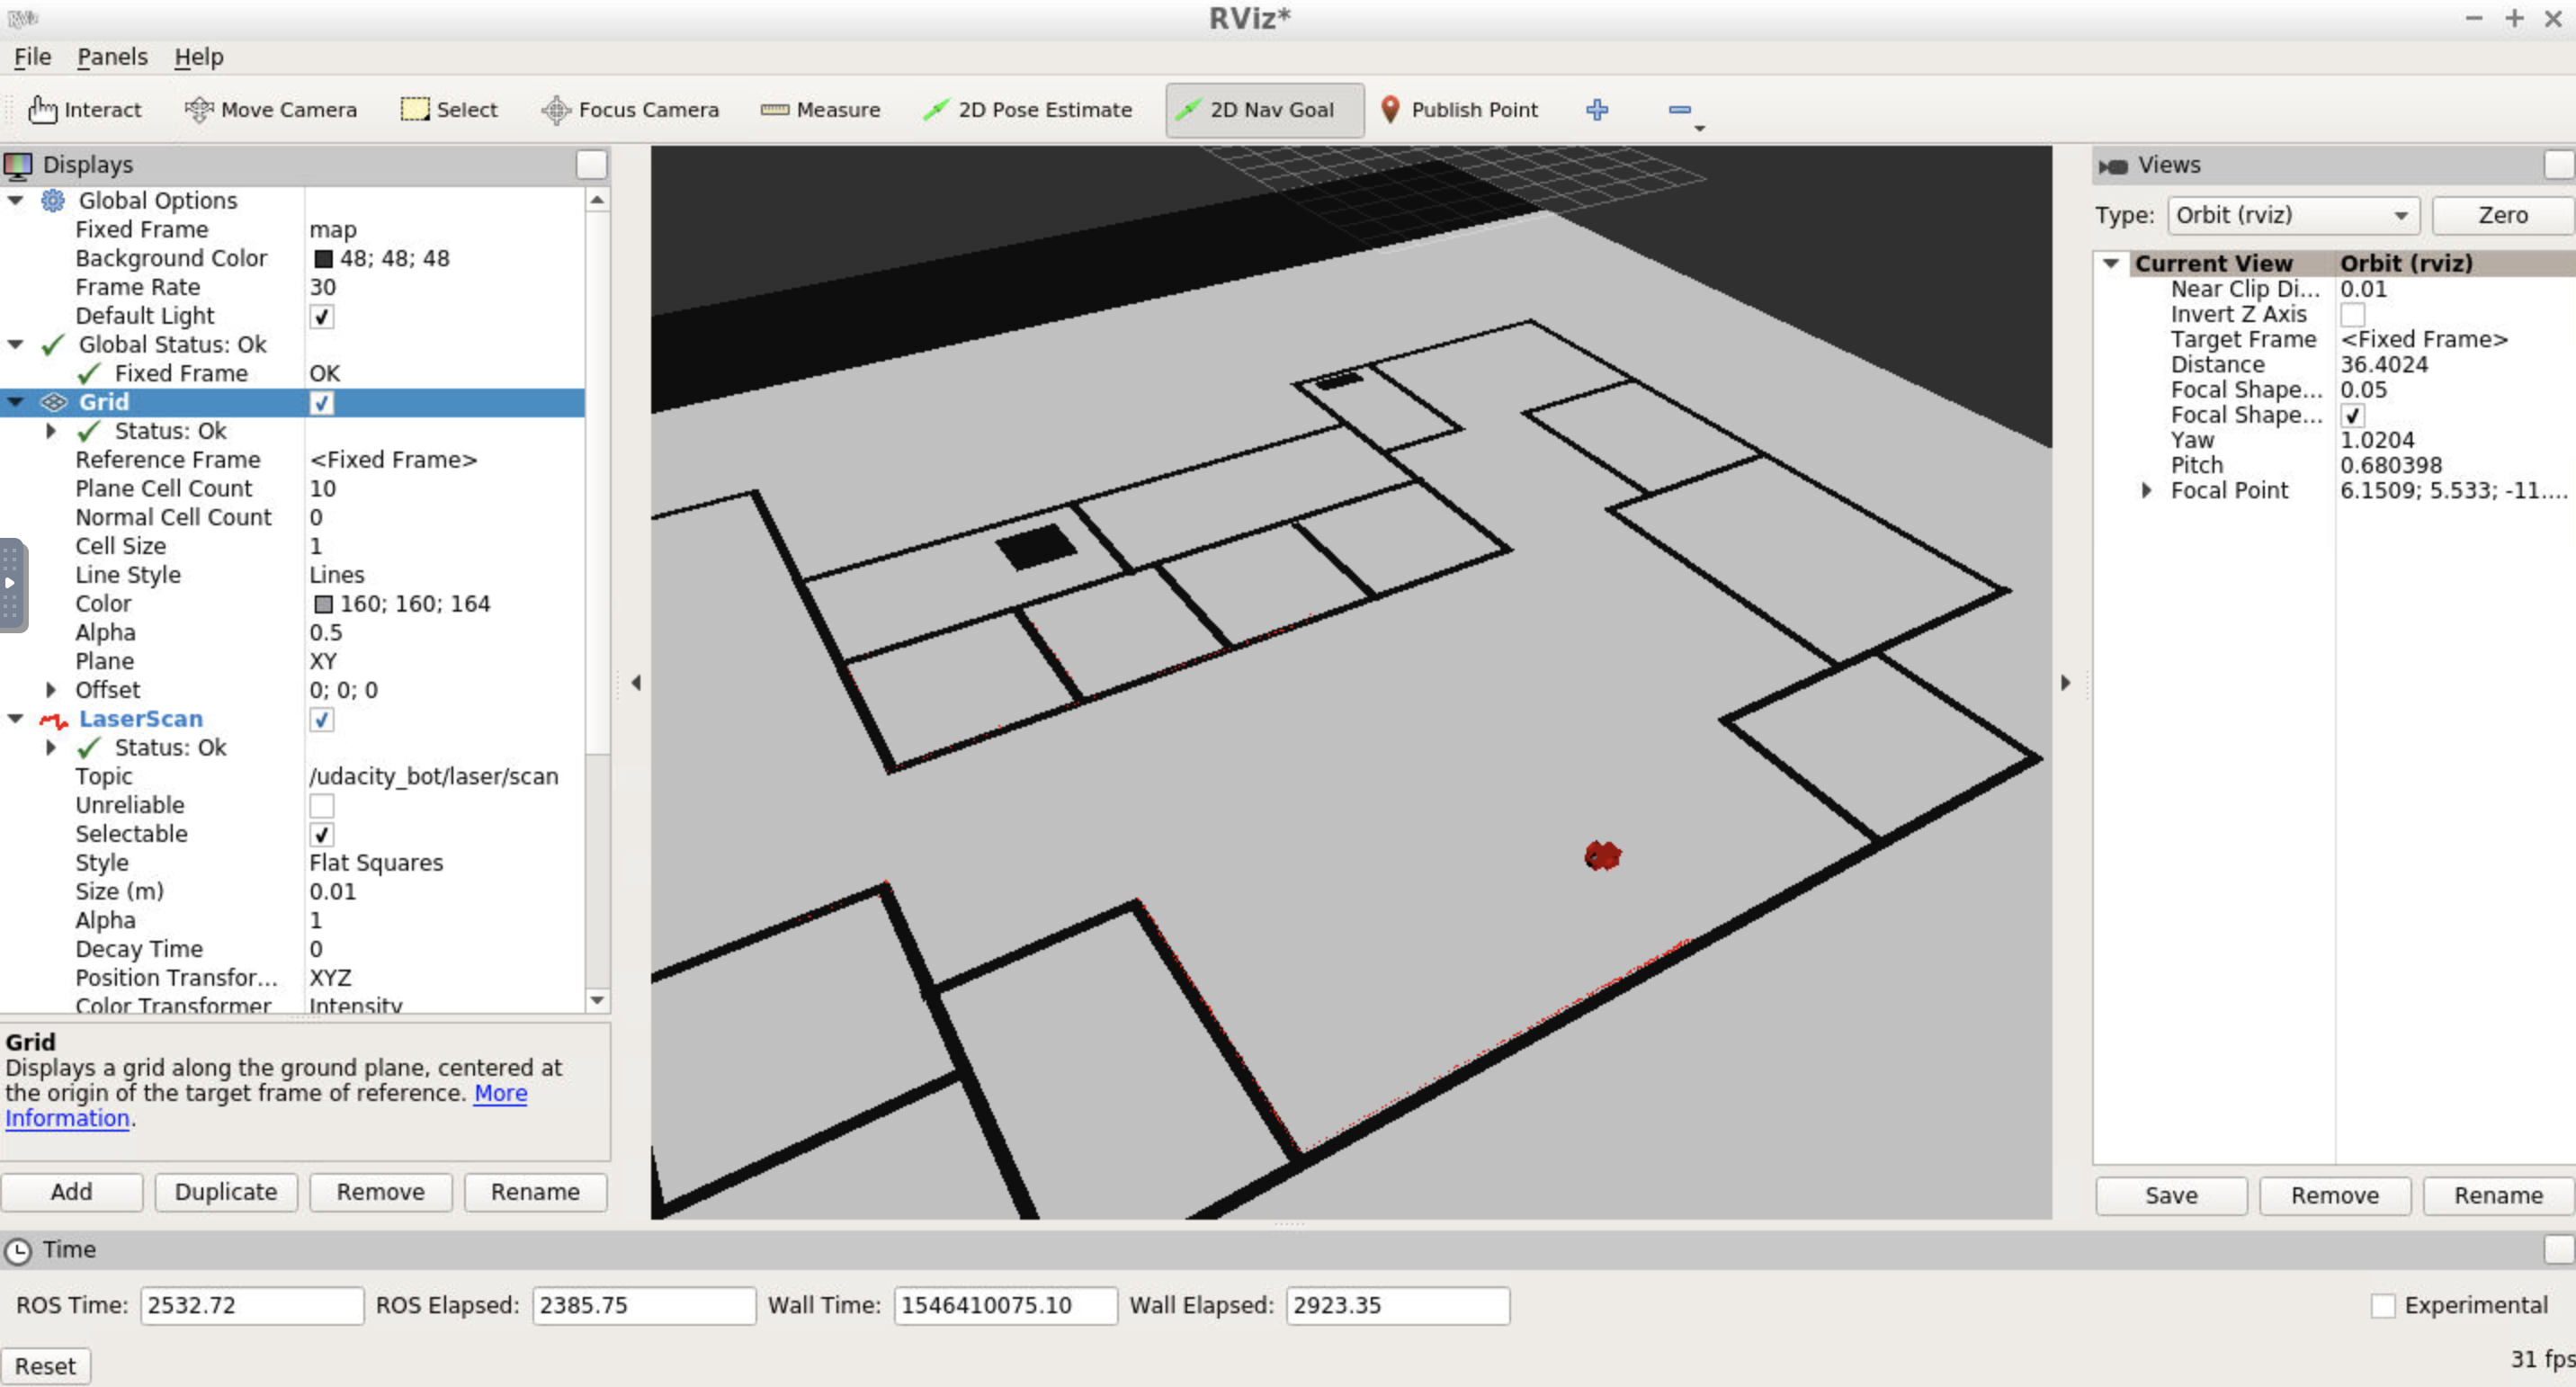 RViz*
File Panels Help
Interact Move Camera Select Focus Camera Measure 2D Pose Estimate 2D Nav Goal Publish Point
Displays
Global Options
Fixed Frame map
Background Color 48; 48; 48
Frame Rate 30
Default Light
Global Status: Ok
Fixed Frame OK
Grid
Status: Ok
Reference Frame <Fixed Frame>
Plane Cell Count 10
Normal Cell Count 0
Cell Size 1
Line Style Lines
Color 160; 160; 164
Alpha 0.5
Plane XY
Offset 0; 0; 0
LaserScan
Status: Ok
Topic /udacity_bot/laser/scan
Unreliable
Selectable
Style Flat Squares
Size (m) 0.01
Alpha 1
Decay Time 0
Position Transfor... XYZ
Color Transformer Intensity
Grid
Displays a grid along the ground plane, centered at
the origin of the target frame of reference. More
Information.
Add Duplicate Remove Rename
Views
Type: Orbit (rviz) Zero
Current View Orbit (rviz)
Near Clip Di... 0.01
Invert Z Axis
Target Frame <Fixed Frame>
Distance 36.4024
Focal Shape... 0.05
Focal Shape...
Yaw 1.0204
Pitch 0.680398
Focal Point 6.1509; 5.533; -11....
Save Remove Rename
Time
ROS Time: 2532.72 ROS Elapsed: 2385.75 Wall Time: 1546410075.10 Wall Elapsed: 2923.35 Experimental
Reset 31 fps